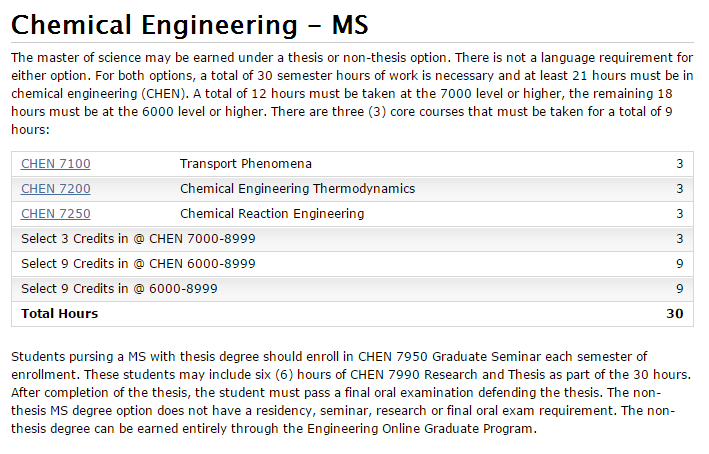 Chemical Engineering – MS
The master of science may be earned under a thesis or non-thesis option. There is not a language requirement for
either option. For both options, a total of 30 semester hours of work is necessary and at least 21 hours must be in
chemical engineering (CHEN). A total of 12 hours must be taken at the 7000 level or higher, the remaining 18
hours must be at the 6000 level or higher. There are three (3) core courses that must be taken for a total of 9
hours:
CHEN 7100 Transport Phenomena 3
CHEN 7200 Chemical Engineering Thermodynamics 3
CHEN 7250 Chemical Reaction Engineering 3
Select 3 Credits in @ CHEN 7000-8999 3
Select 9 Credits in @ CHEN 6000-8999 9
Select 9 Credits in @ 6000-8999 9
Total Hours 30
Students pursing a MS with thesis degree should enroll in CHEN 7950 Graduate Seminar each semester of
enrollment. These students may include six (6) hours of CHEN 7990 Research and Thesis as part of the 30 hours.
After completion of the thesis, the student must pass a final oral examination defending the thesis. The non-
thesis MS degree option does not have a residency, seminar, research or final oral exam requirement. The non-
thesis degree can be earned entirely through the Engineering Online Graduate Program.